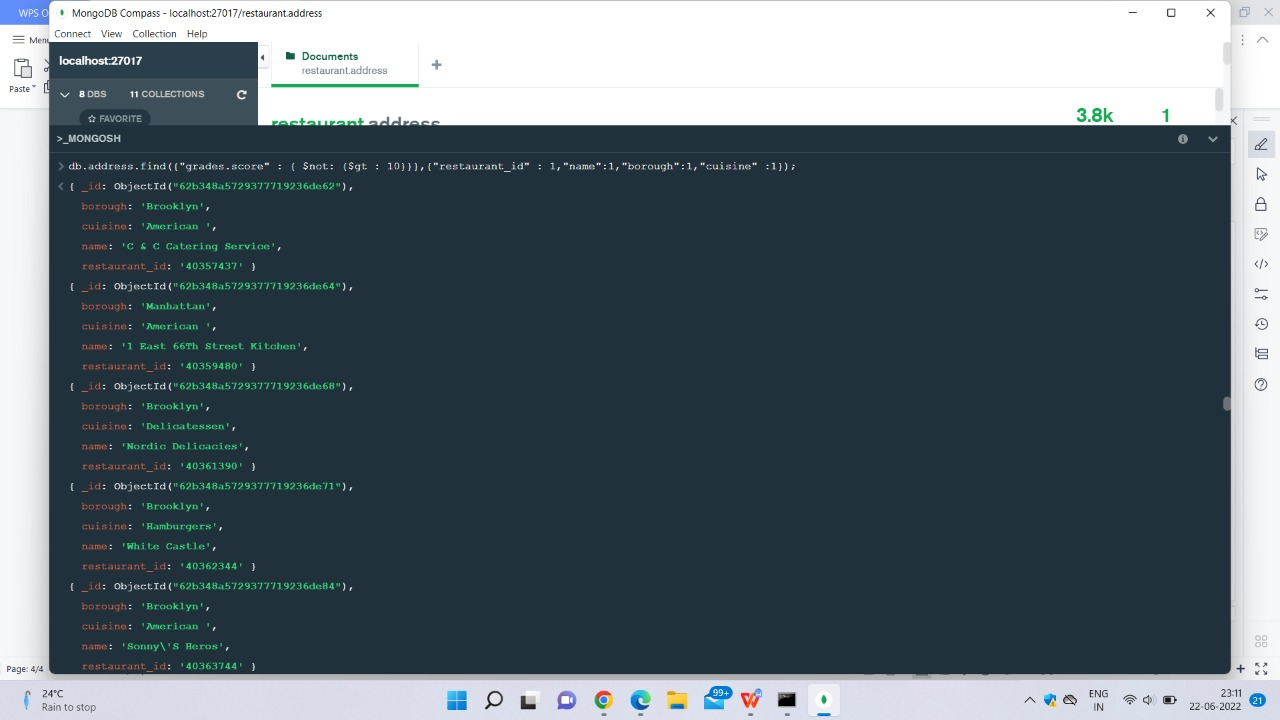 WPS O
MongoDB Compass - localhost:27017/restaurant.address
Connect View Collection Help
Menu
localhost:27017
Documents
restaurant.address
Paste
8 DBS 11 COLLECTIONS
FAVORITE
restaurant.address
3.8k 1
>_MONGOSH
> db.address.find({"grades.score" : { $not: {$gt : 10}}},{"restaurant_id" : 1,"name":1,"borough":1,"cuisine" :1});
< { _id: ObjectId("62b348a5729377719236de62"),
borough: 'Brooklyn',
cuisine: 'American ',
name: 'C & C Catering Service',
restaurant_id: '40357437' }
{ _id: ObjectId("62b348a5729377719236de64"),
borough: 'Manhattan',
cuisine: 'American ',
name: '1 East 66Th Street Kitchen',
restaurant_id: '40359480' }
{ _id: ObjectId("62b348a5729377719236de68"),
borough: 'Brooklyn',
cuisine: 'Delicatessen',
name: 'Nordic Delicacies',
restaurant_id: '40361390' }
{ _id: ObjectId("62b348a5729377719236de71"),
borough: 'Brooklyn',
cuisine: 'Hamburgers',
name: 'White Castle',
restaurant_id: '40362344' }
{ _id: ObjectId("62b348a5729377719236de84"),
borough: 'Brooklyn',
cuisine: 'American ',
name: 'Sonny\'S Heros',
restaurant_id: '40363744' }
Page: 4/4
24°C
Rain to stop
99+
ENG
IN
23:11
22-06-2022
21